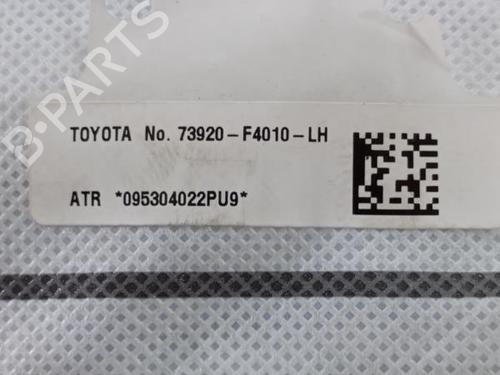 B-PARTS
TOYOTA No. 73920-F4010-LH
ATR *095304022PU9*